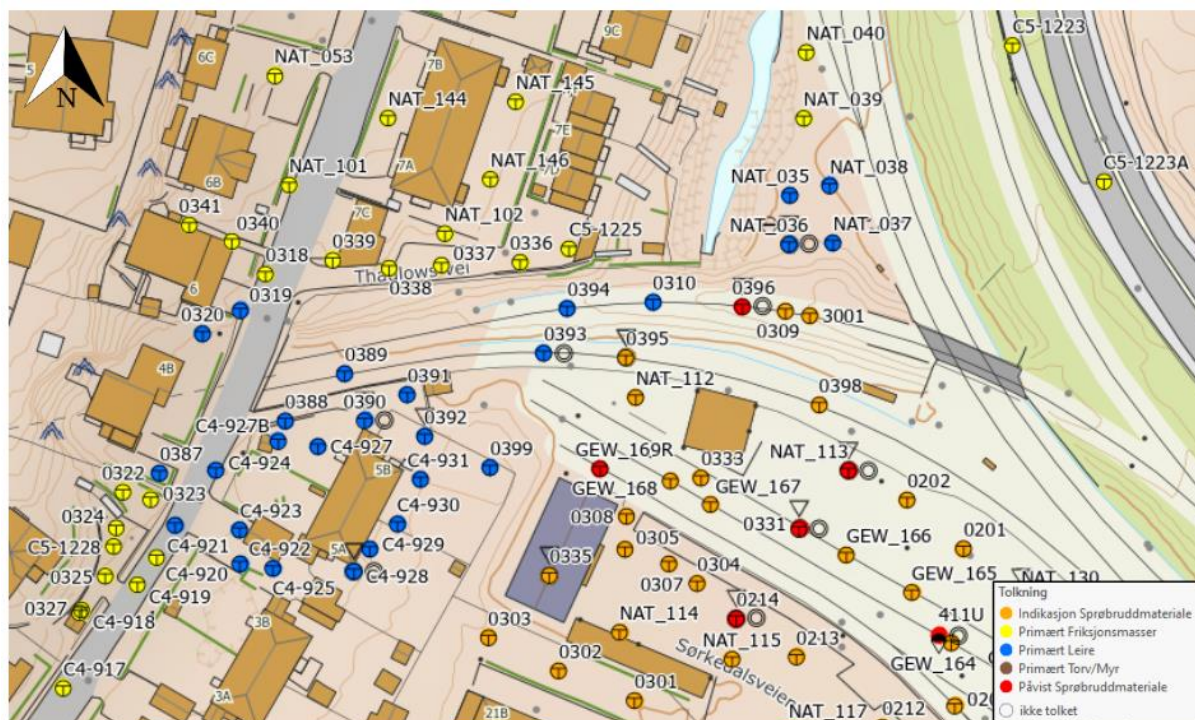 9C
NAT_040
C5-1223
6C
NAT_053
7B
5
NAT_145
N
NAT_144
NAT_039
7E
NAT_101
7A
NAT_146
7D
NAT_038
C5-1223A
6B
NAT_035
0341
0340
7C
NAT_102
C5-1225
NAT_036
NAT_037
0318
0339
0337
0336
Thaulowsvei
6
0338
0319
0394
0310
0396
0320
0309
3001
0393
0395
0389
4B
0391
NAT_112
0398
0388
0390
0392
C4-927B
0399
C4-927
GEW_169R
NAT_113
0387
C4-924
5B
C4-931
0333
0322
GEW_168
GEW_167
0202
0323
C4-930
0324
C4-923
0308
0331
C5-1228
C4-921
C4-922
C4-929
0305
GEW_166
0201
5A
0335
0304
0325
C4-920
C4-928
0307
GEW_165
NAT_130
C4-919
C4-925
0327
C4-918
0303
NAT_114
0214
411U
3B
0302
NAT_115
0213
GEW_164
C4-917
Sørkedalsveien
3A
0301
21B
NAT_117
0212
Tolkning
Indikasjon Sprøbruddmateriale
Primært Friksjonsmasser
Primært Leire
Primært Torv/Myr
Påvist Sprøbruddmateriale
ikke tolket